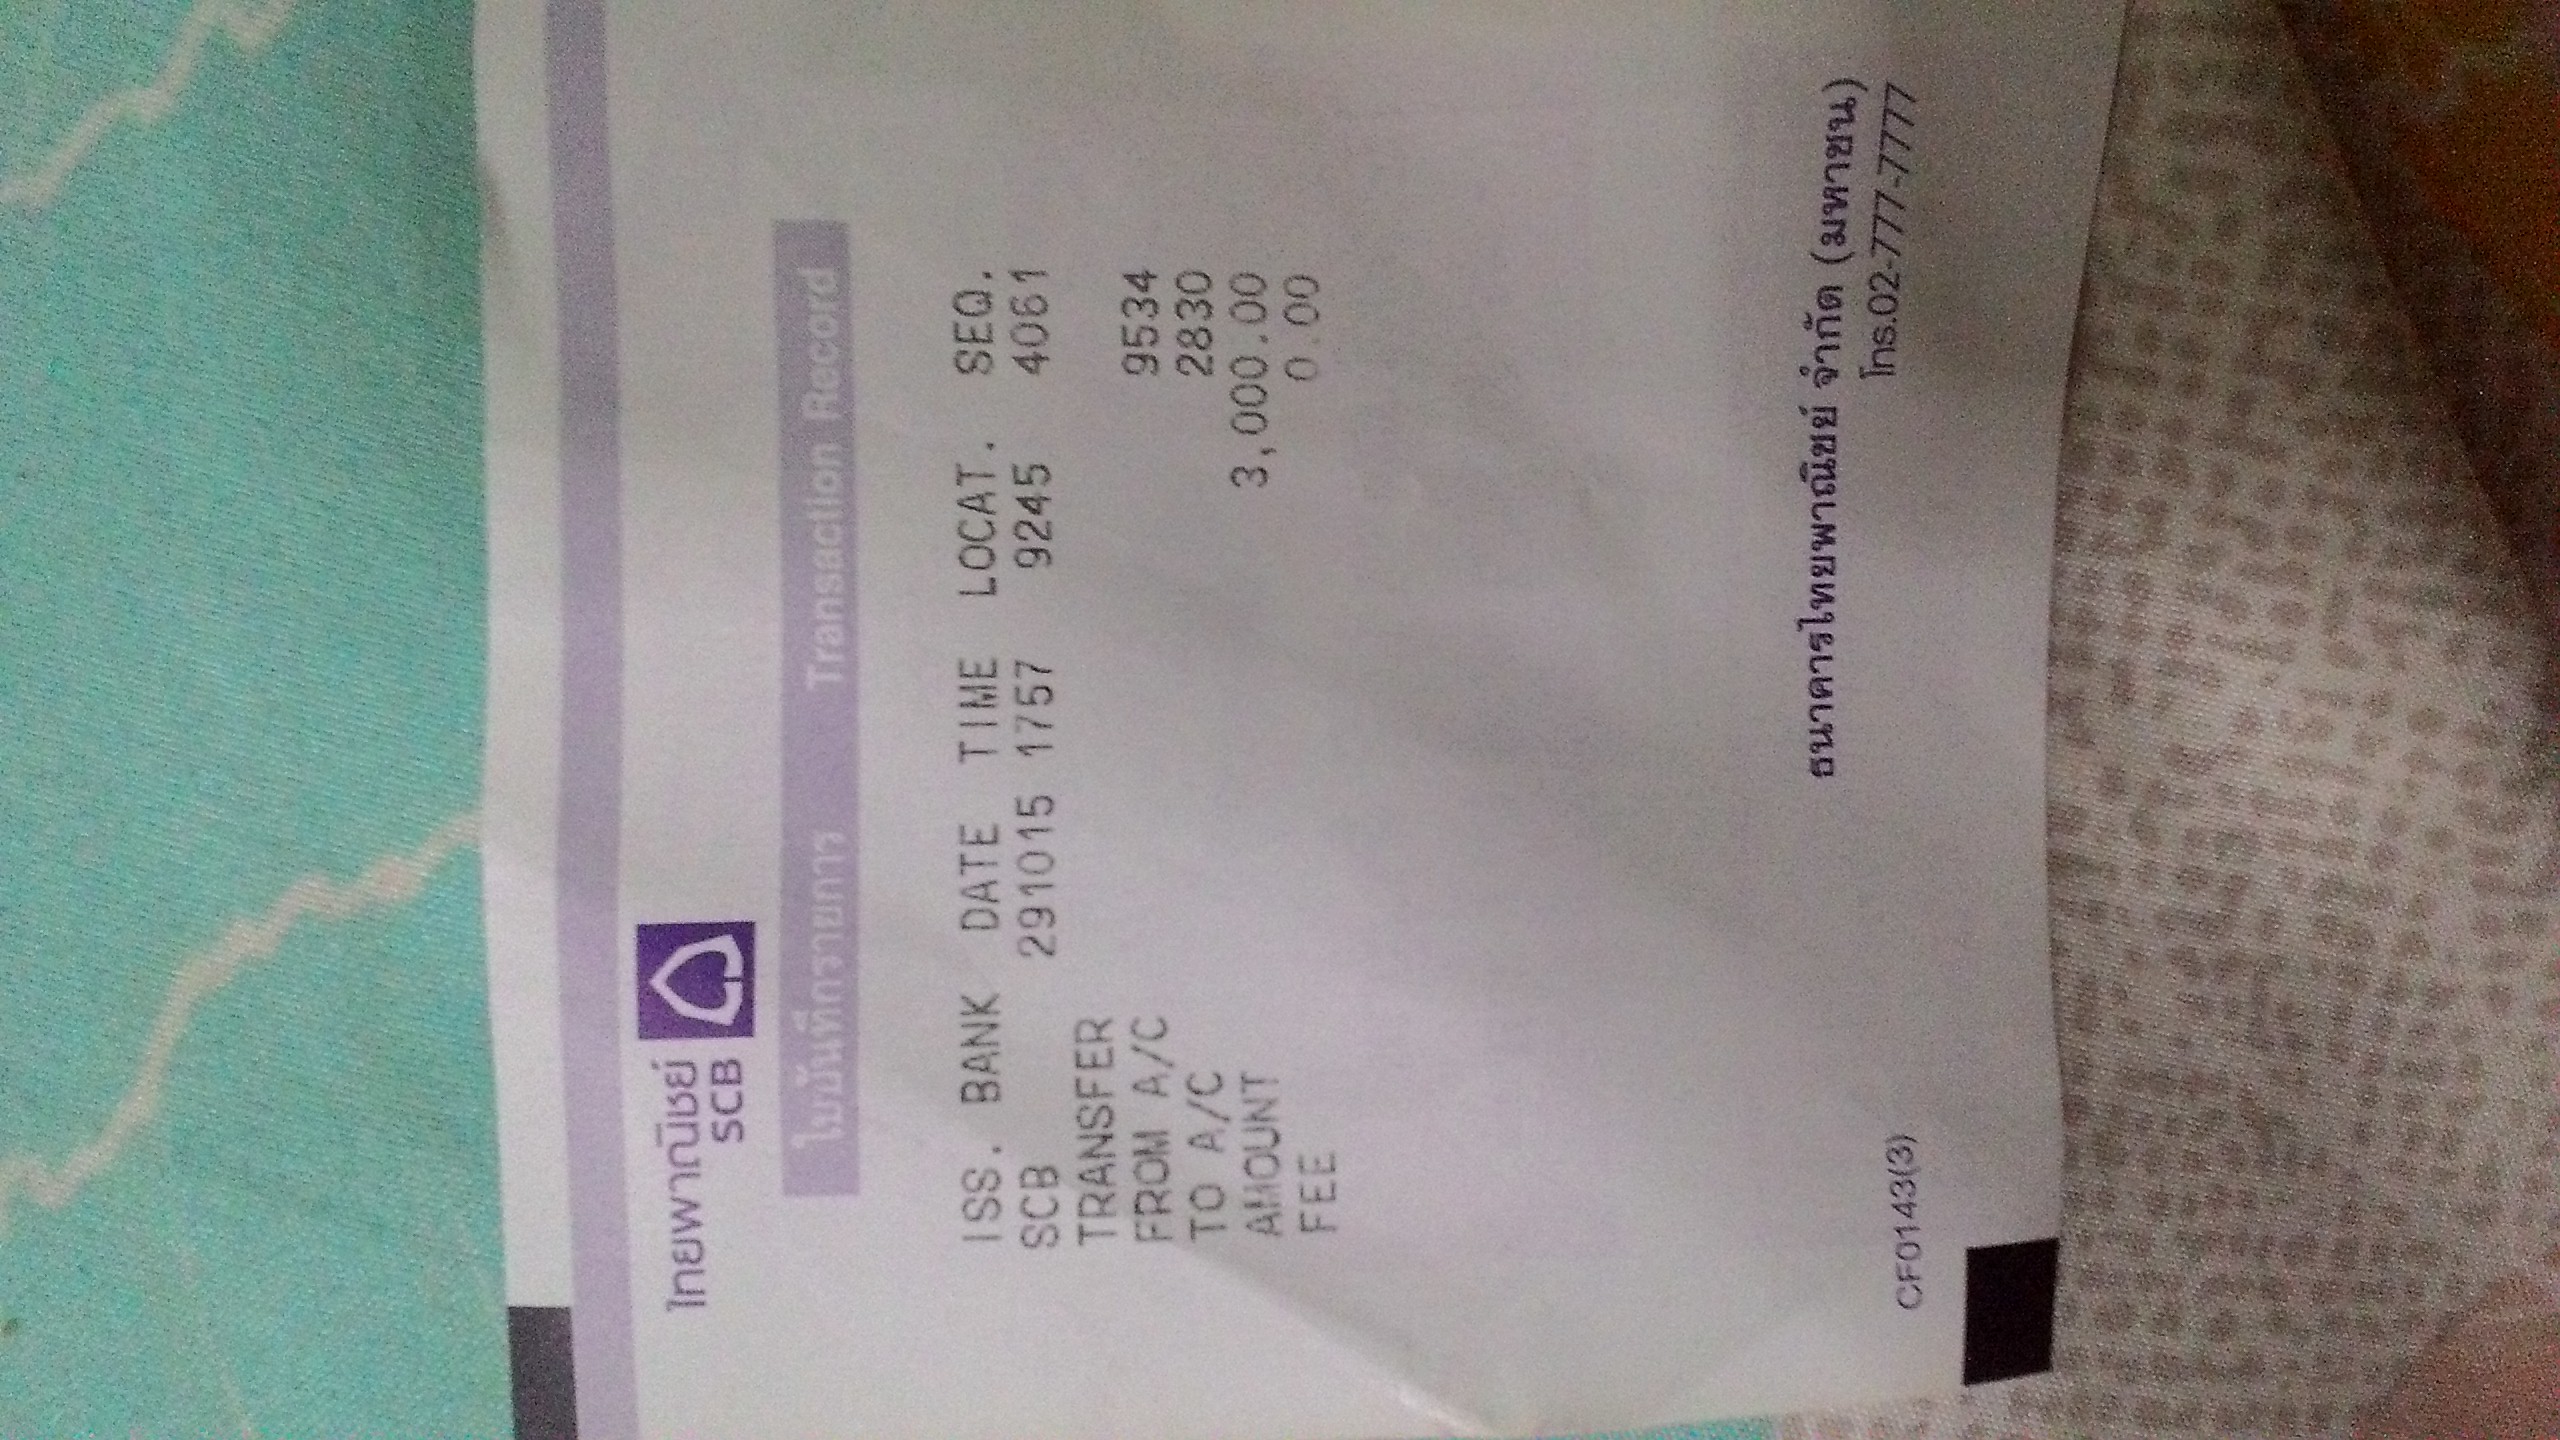 ไทยพาณิชย์
SCB
ใบบันทึกรายการ Transaction Record
ISS. BANK DATE TIME LOCAT. SEQ.
SCB 291015 1757 9245 4061
TRANSFER
FROM A/C 9534
TO A/C 2830
AMOUNT 3,000.00
FEE 0.00
ธนาคารไทยพาณิชย์ จำกัด (มหาชน)
CF0143(3) โทร.02-777-7777